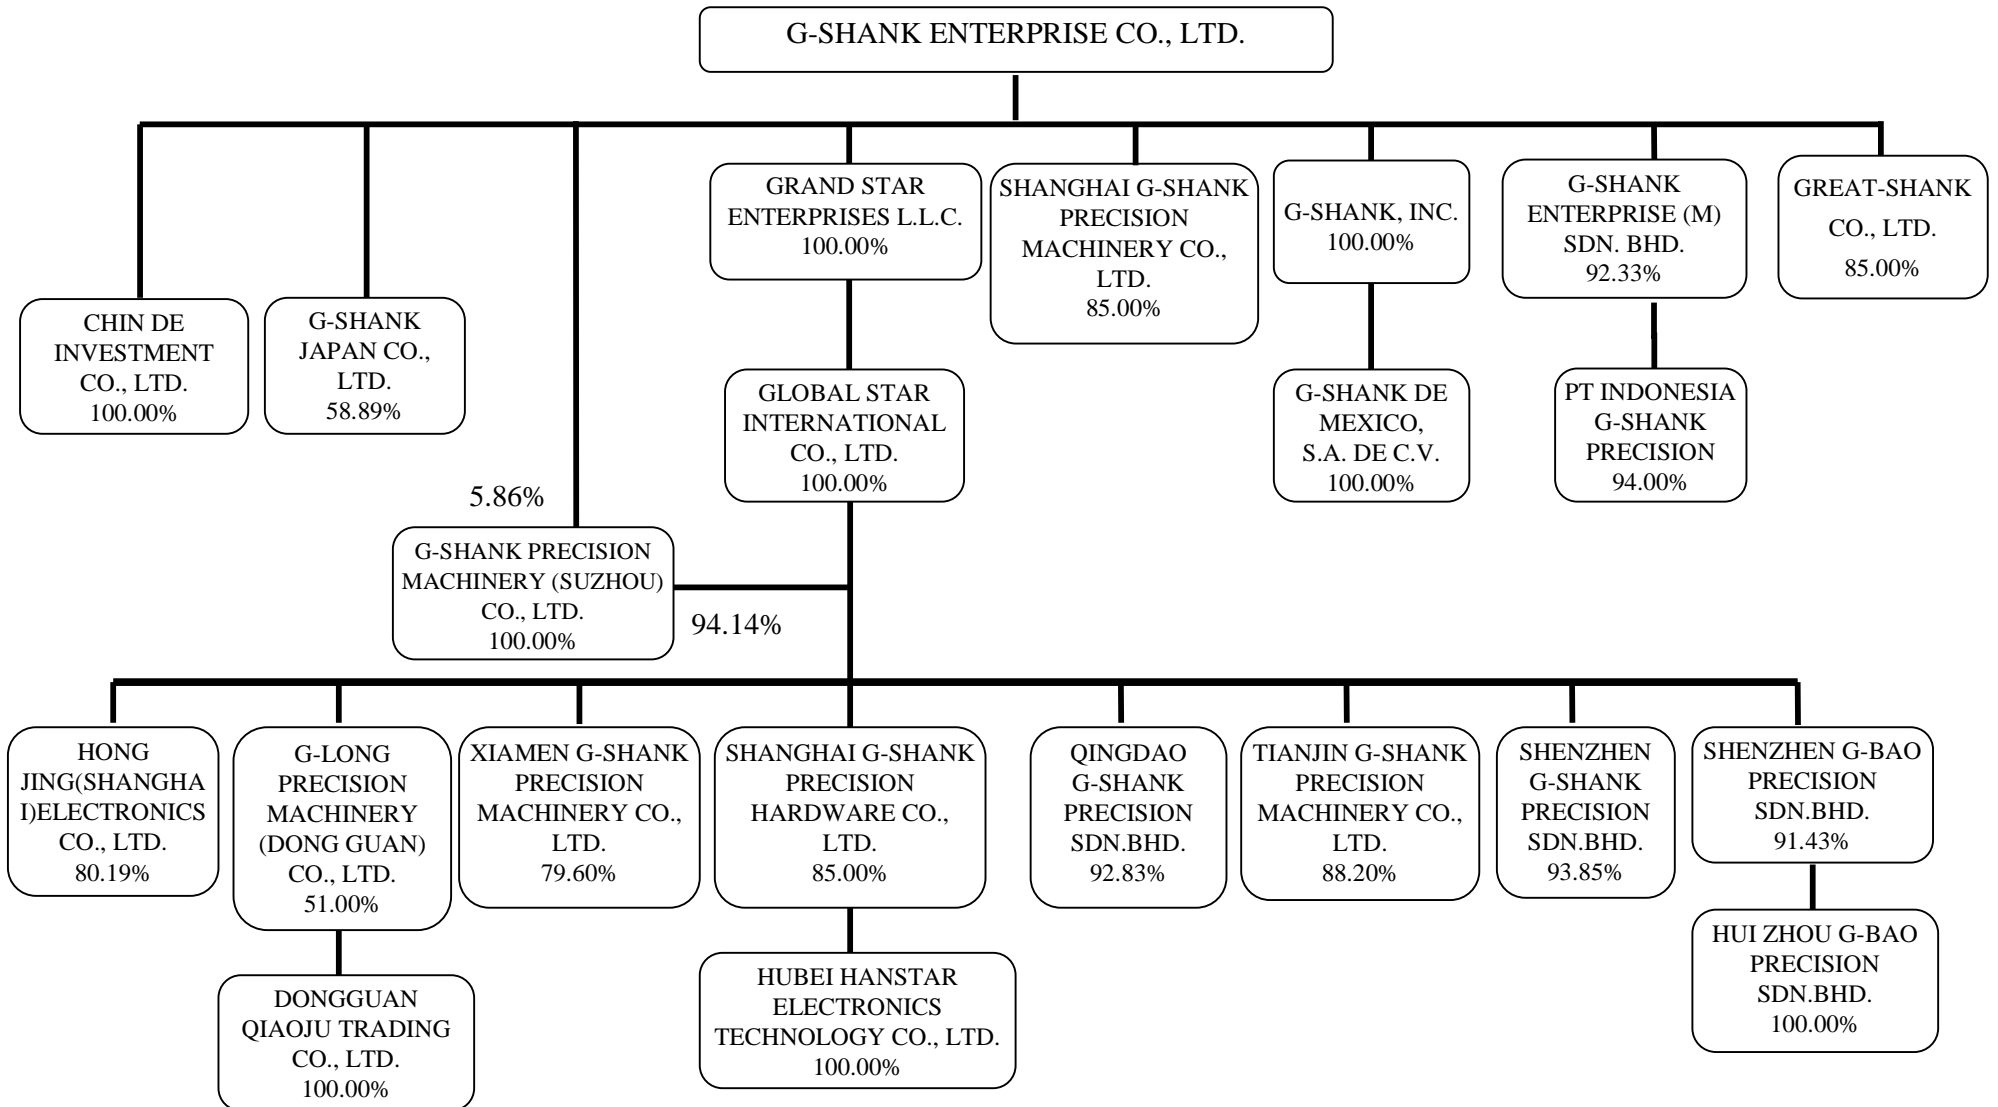 G-SHANK ENTERPRISE CO., LTD.
CHIN DE
INVESTMENT
CO., LTD.
100.00%
G-SHANK
JAPAN CO.,
LTD.
58.89%
GRAND STAR
ENTERPRISES L.L.C.
100.00%
SHANGHAI G-SHANK
PRECISION
MACHINERY CO.,
LTD.
85.00%
G-SHANK, INC.
100.00%
G-SHANK
ENTERPRISE (M)
SDN. BHD.
92.33%
GREAT-SHANK
CO., LTD.
85.00%
GLOBAL STAR
INTERNATIONAL
CO., LTD.
100.00%
G-SHANK DE
MEXICO,
S.A. DE C.V.
100.00%
PT INDONESIA
G-SHANK
PRECISION
94.00%
5.86%
G-SHANK PRECISION
MACHINERY (SUZHOU)
CO., LTD.
100.00%
94.14%
HONG
JING(SHANGHA
I)ELECTRONICS
CO., LTD.
80.19%
G-LONG
PRECISION
MACHINERY
(DONG GUAN)
CO., LTD.
51.00%
XIAMEN G-SHANK
PRECISION
MACHINERY CO.,
LTD.
79.60%
SHANGHAI G-SHANK
PRECISION
HARDWARE CO.,
LTD.
85.00%
QINGDAO
G-SHANK
PRECISION
SDN.BHD.
92.83%
TIANJIN G-SHANK
PRECISION
MACHINERY CO.,
LTD.
88.20%
SHENZHEN
G-SHANK
PRECISION
SDN.BHD.
93.85%
SHENZHEN G-BAO
PRECISION
SDN.BHD.
91.43%
DONGGUAN
QIAOJU TRADING
CO., LTD.
100.00%
HUBEI HANSTAR
ELECTRONICS
TECHNOLOGY CO., LTD.
100.00%
HUI ZHOU G-BAO
PRECISION
SDN.BHD.
100.00%